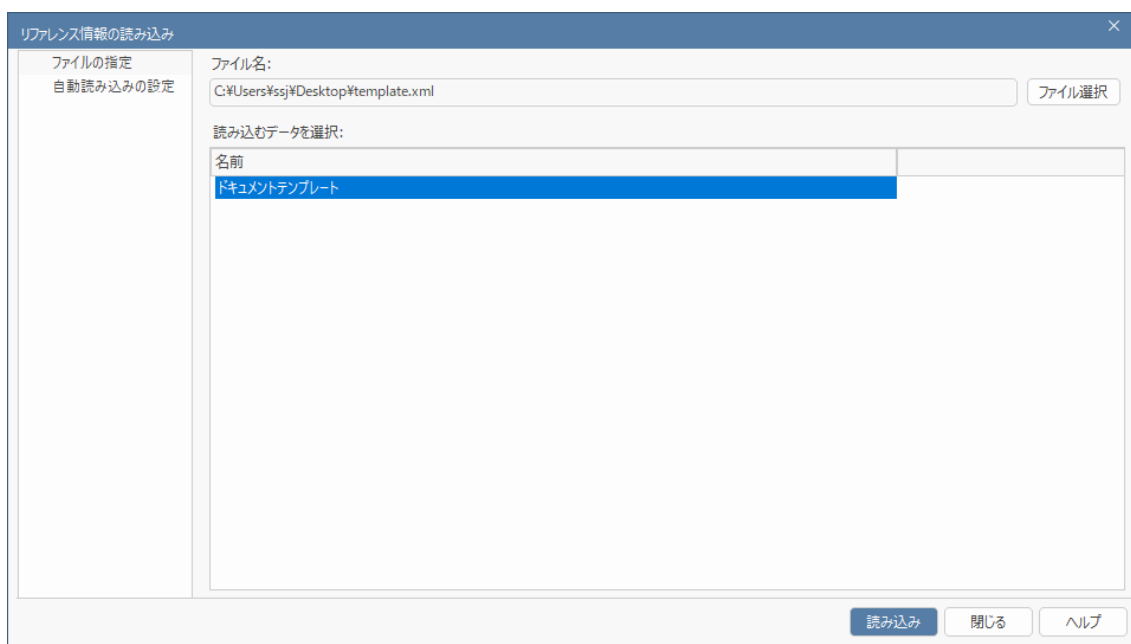 リファレンス情報の読み込み
ファイルの指定
自動読み込みの設定
ファイル名:
C:¥Users¥ssj¥Desktop¥template.xml
ファイル選択
読み込むデータを選択:
名前
ドキュメントテンプレート
読み込み
閉じる
ヘルプ